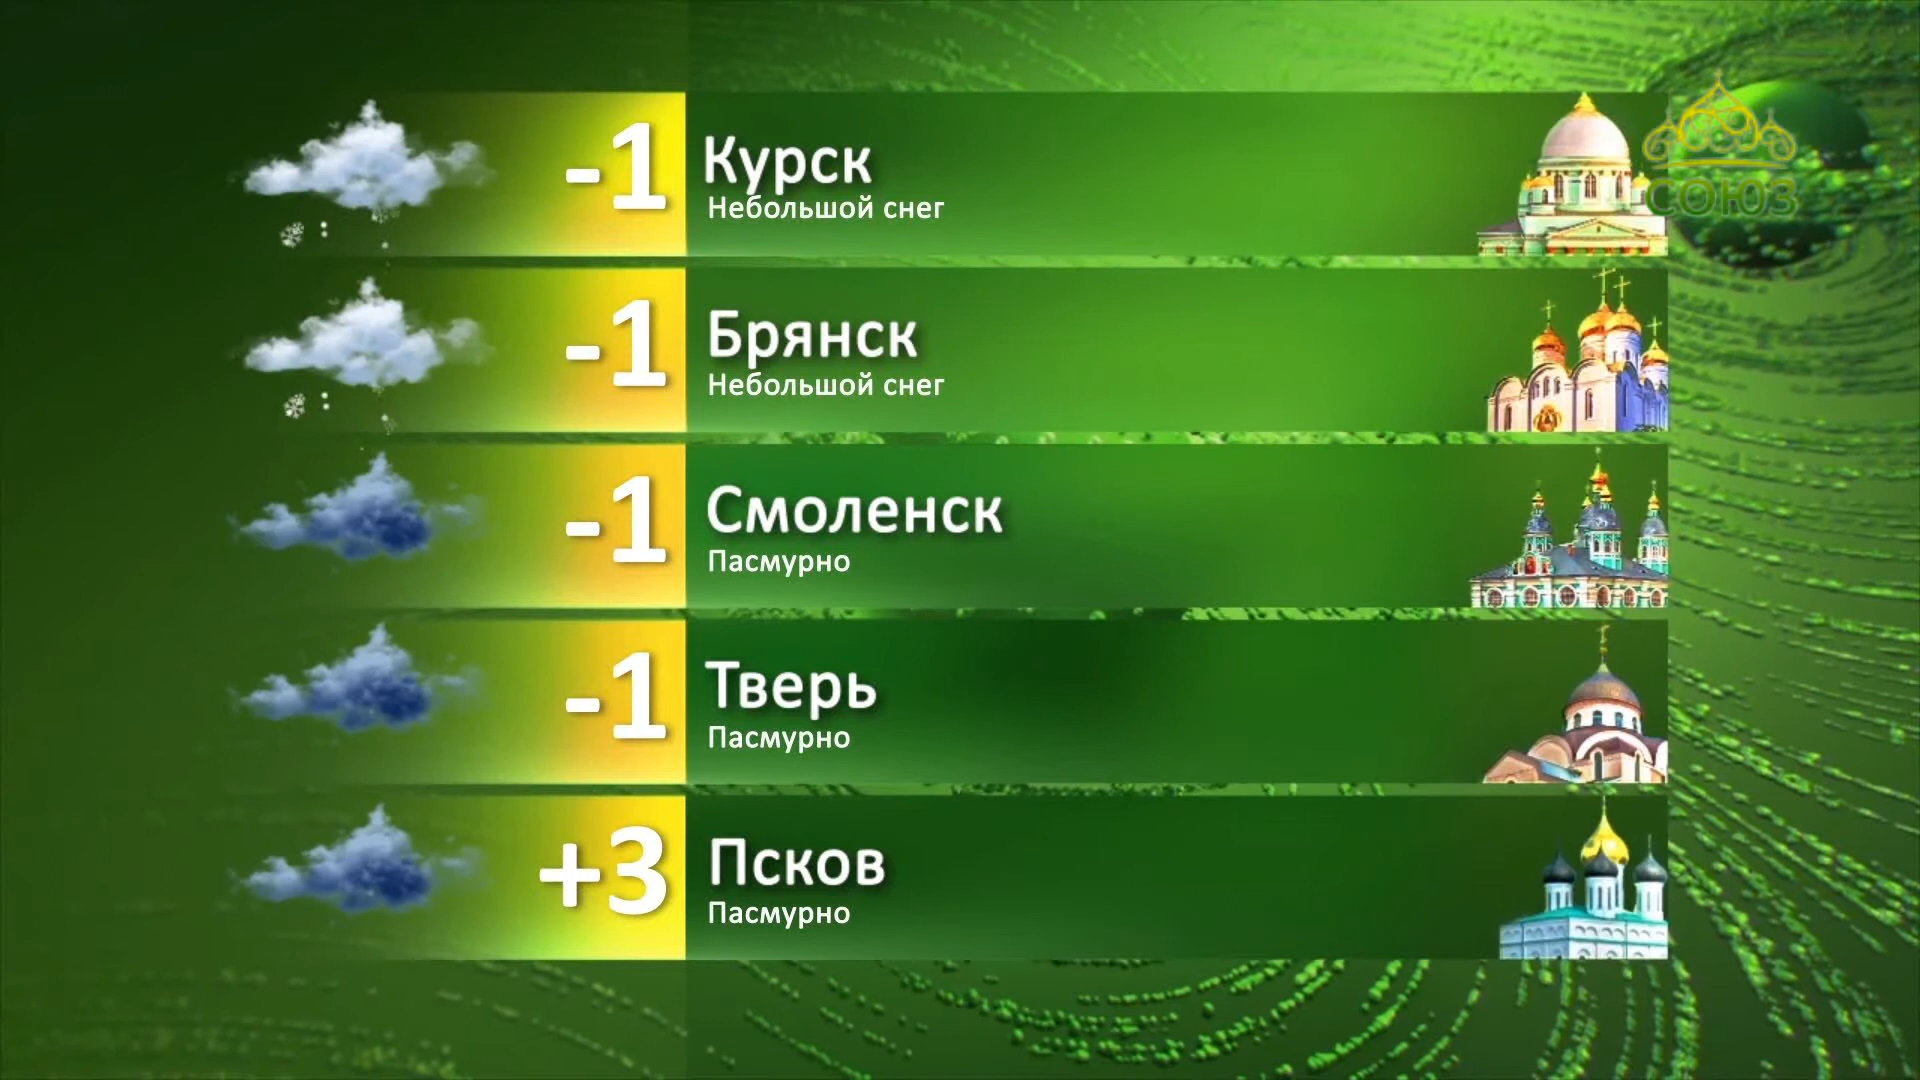 -1
Курск
Небольшой снег
СОЮЗ
-1
Брянск
Небольшой снег
-1
Смоленск
Пасмурно
-1
Тверь
Пасмурно
+3
Псков
Пасмурно